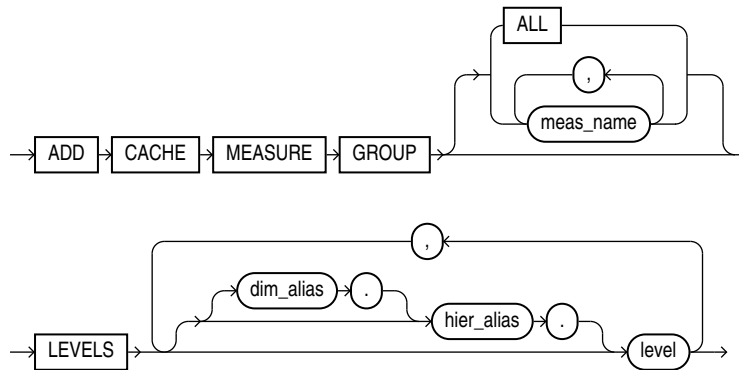 ALL
,
meas_name
ADD CACHE MEASURE GROUP
,
dim_alias .
hier_alias .
LEVELS level